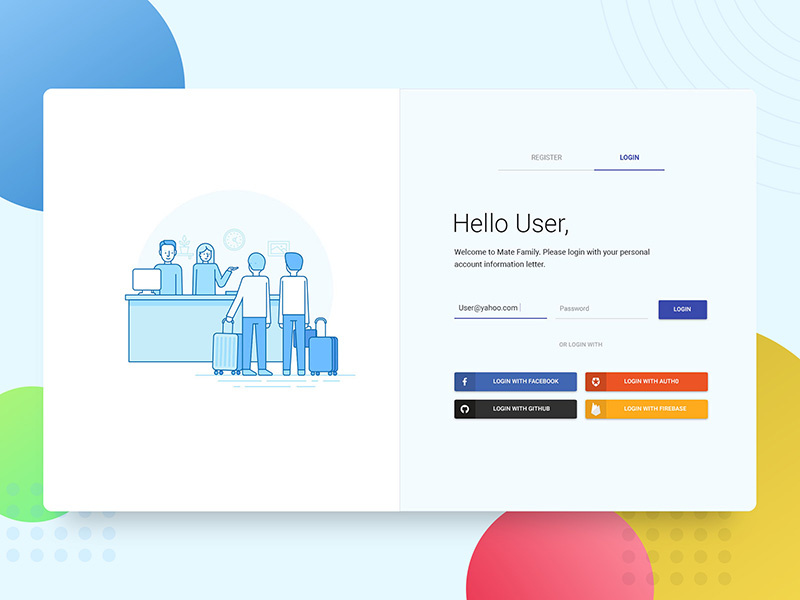 REGISTER LOGIN
Hello User,
Welcome to Mate Family. Please login with your personal
account information letter.
User@yahoo.com Password LOGIN
OR LOGIN WITH
LOGIN WITH FACEBOOK LOGIN WITH AUTH0
LOGIN WITH GITHUB LOGIN WITH FIREBASE